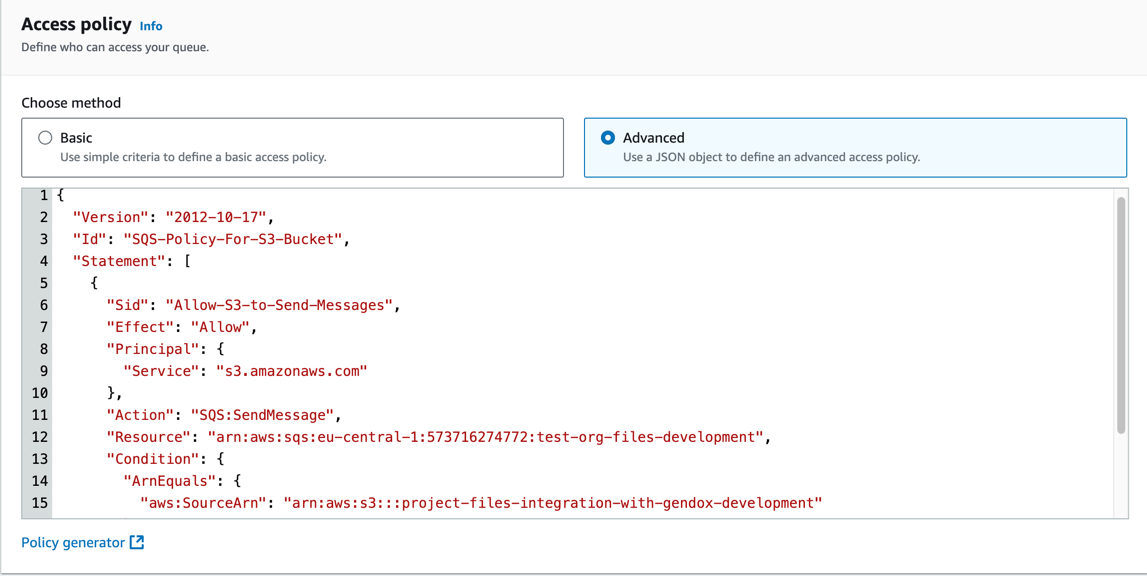 Access policy Info
Define who can access your queue.
Choose method
Basic
Use simple criteria to define a basic access policy.
Advanced
Use a JSON object to define an advanced access policy.
1 {
2 "Version": "2012-10-17",
3 "Id": "SQS-Policy-For-S3-Bucket",
4 "Statement": [
5 {
6 "Sid": "Allow-S3-to-Send-Messages",
7 "Effect": "Allow",
8 "Principal": {
9 "Service": "s3.amazonaws.com"
10 },
11 "Action": "SQS:SendMessage",
12 "Resource": "arn:aws:sqs:eu-central-1:573716274772:test-org-files-development",
13 "Condition": {
14 "ArnEquals": {
15 "aws:SourceArn": "arn:aws:s3:::project-files-integration-with-gendox-development"
Policy generator